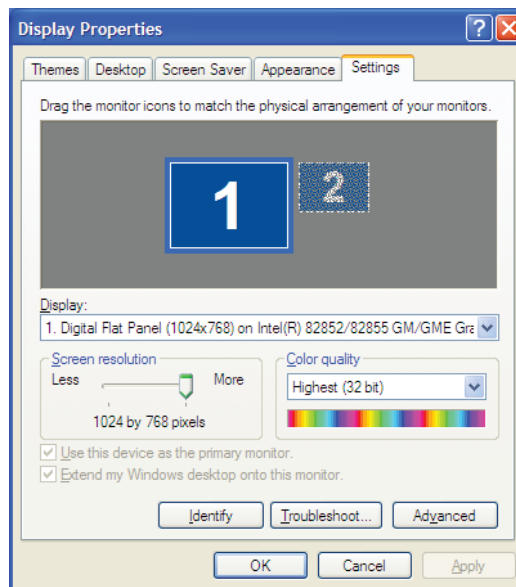 Display Properties
Themes Desktop Screen Saver Appearance Settings
Drag the monitor icons to match the physical arrangement of your monitors.
1 2
Display:
1. Digital Flat Panel (1024x768) on Intel(R) 82852/82855 GM/GME Gra
Screen resolution Color quality
Less More Highest (32 bit)
1024 by 768 pixels
Use this device as the primary monitor.
Extend my Windows desktop onto this monitor.
Identify Troubleshoot... Advanced
OK Cancel Apply